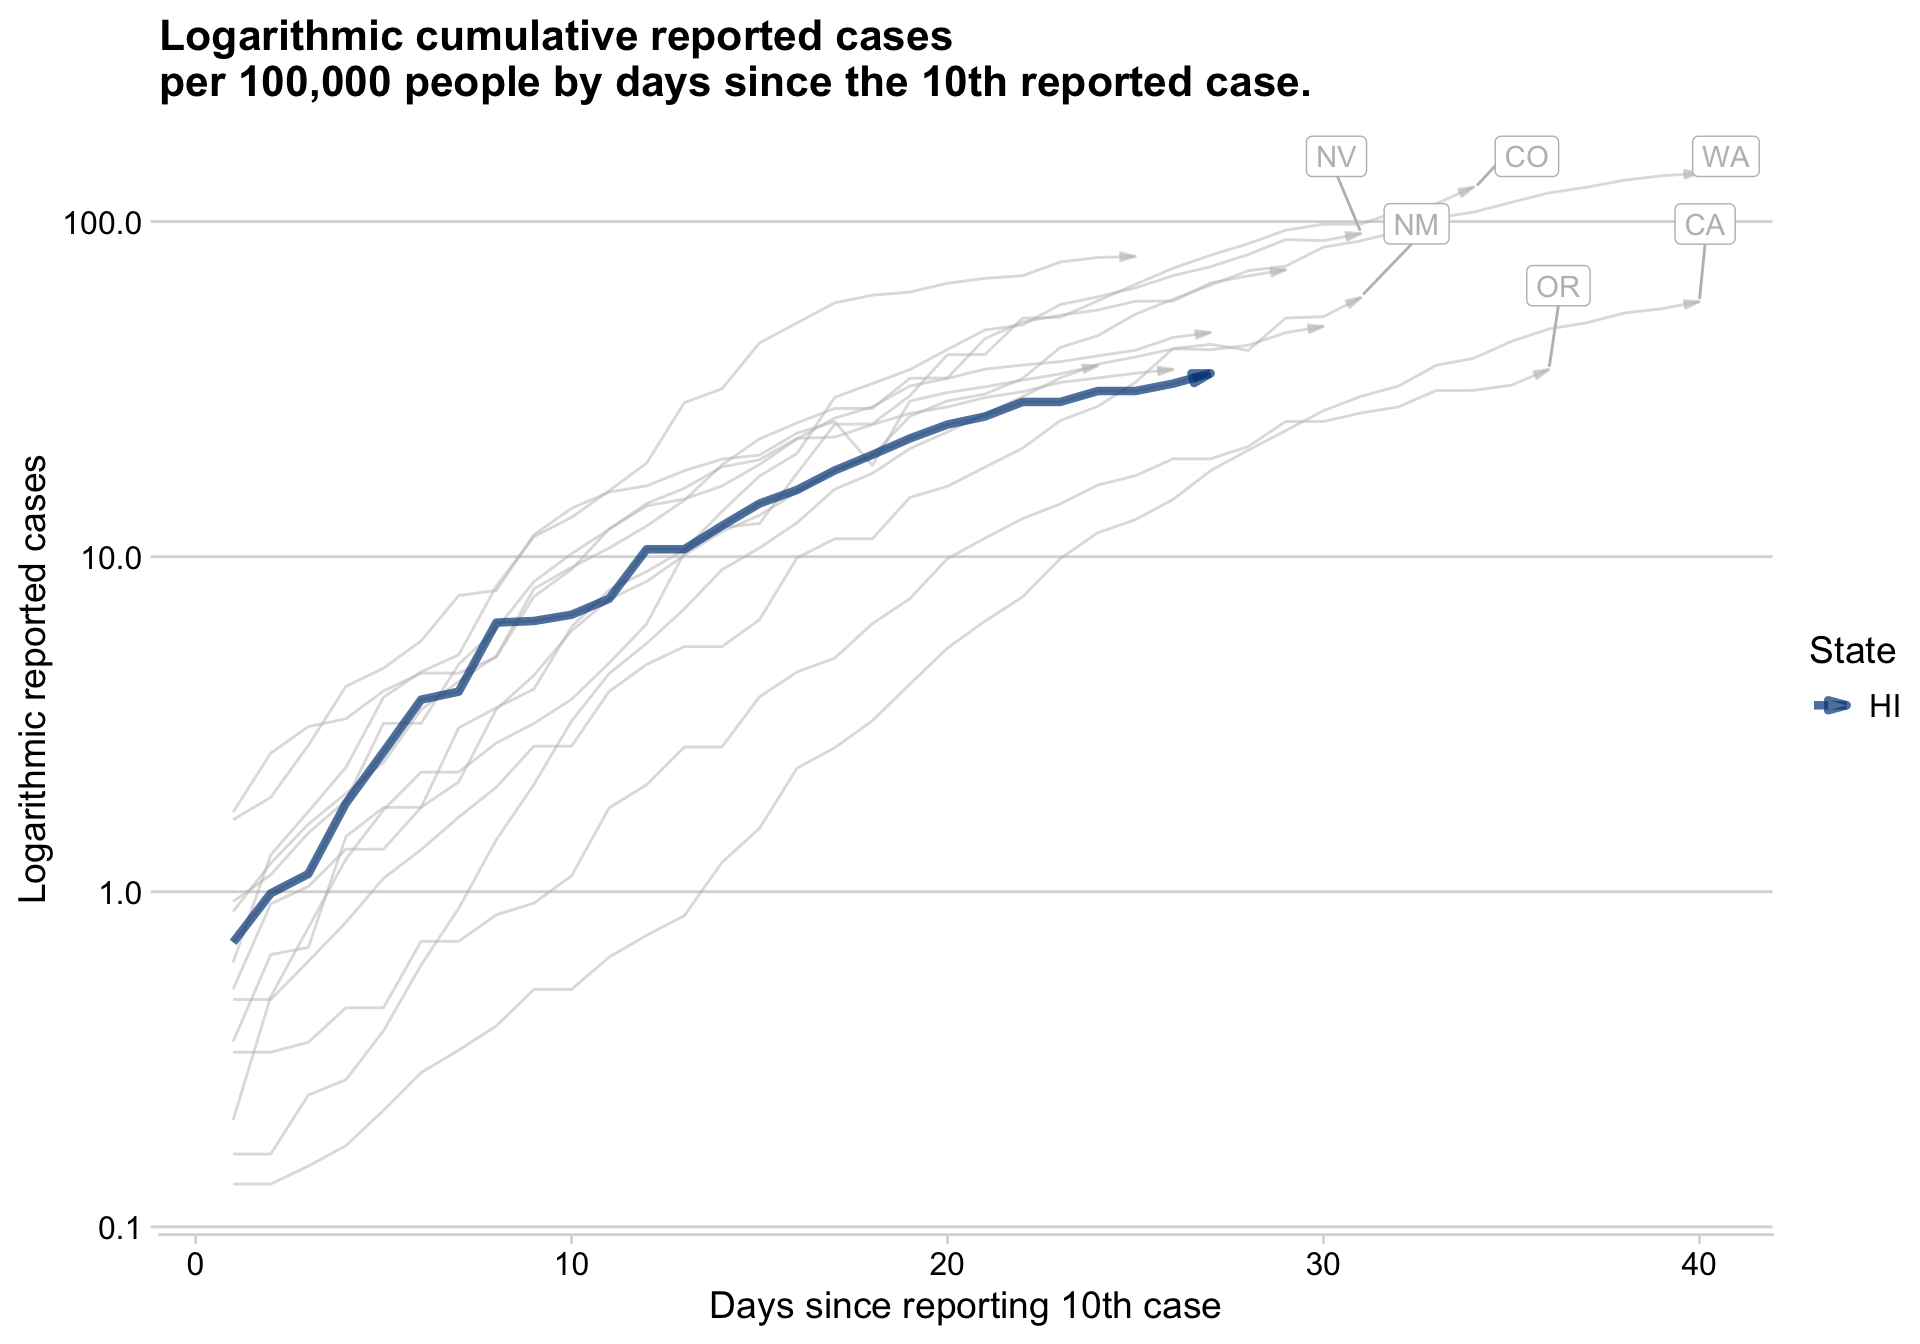 Logarithmic cumulative reported cases
per 100,000 people by days since the 10th reported case.
NV
CO
WA
NM
CA
OR
100.0
10.0
1.0
0.1
Logarithmic reported cases
0
10
20
30
40
Days since reporting 10th case
State
HI